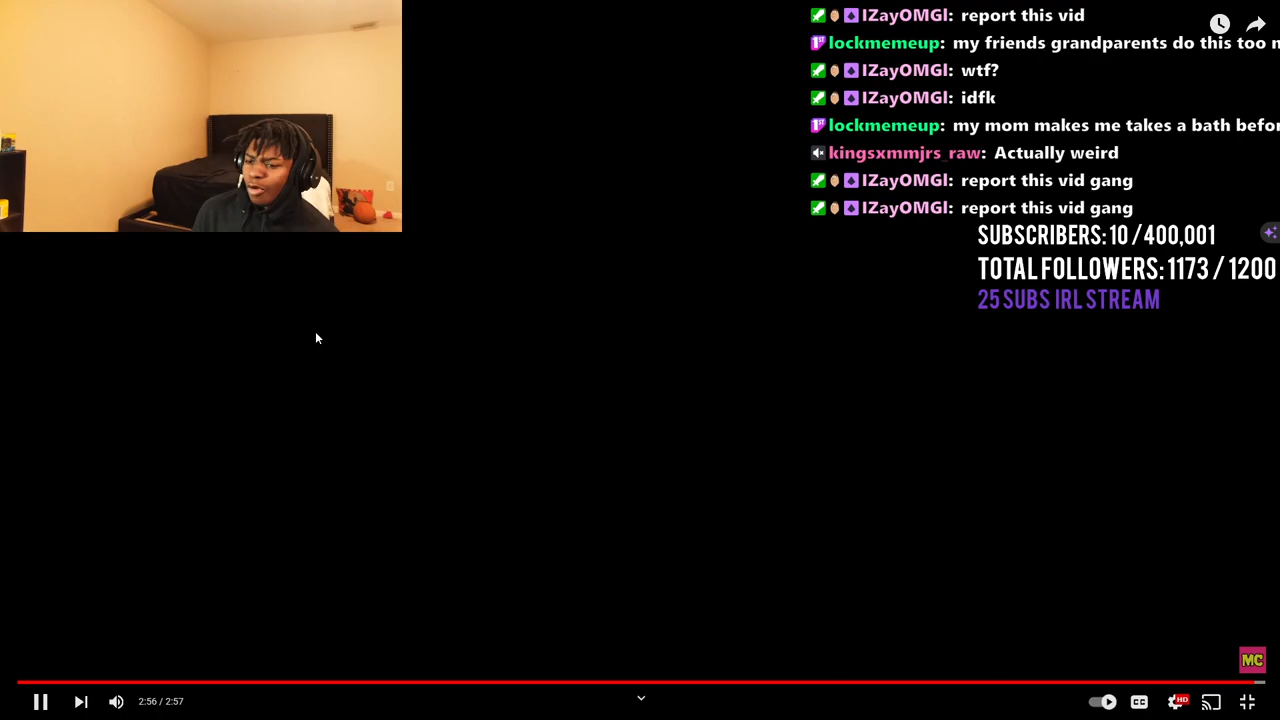 IZayOMGl: report this vid
lockmemeup: my friends grandparents do this too
IZayOMGl: wtf?
IZayOMGl: idfk
lockmemeup: my mom makes me takes a bath
kingsxmmjrs_raw: Actually weird
IZayOMGl: report this vid gang
IZayOMGl: report this vid gang
SUBSCRIBERS: 10 / 400,001
TOTAL FOLLOWERS: 1173 / 1200
25 SUBS IRL STREAM
MC
2:56 / 2:57
CC
HD